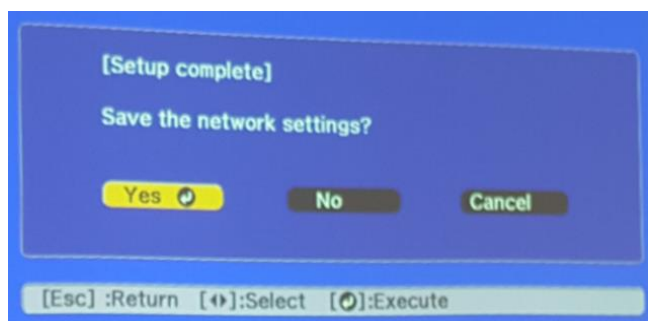 [Setup complete]
Save the network settings?
Yes
No
Cancel
[Esc] :Return [◂▸]:Select [⏎]:Execute